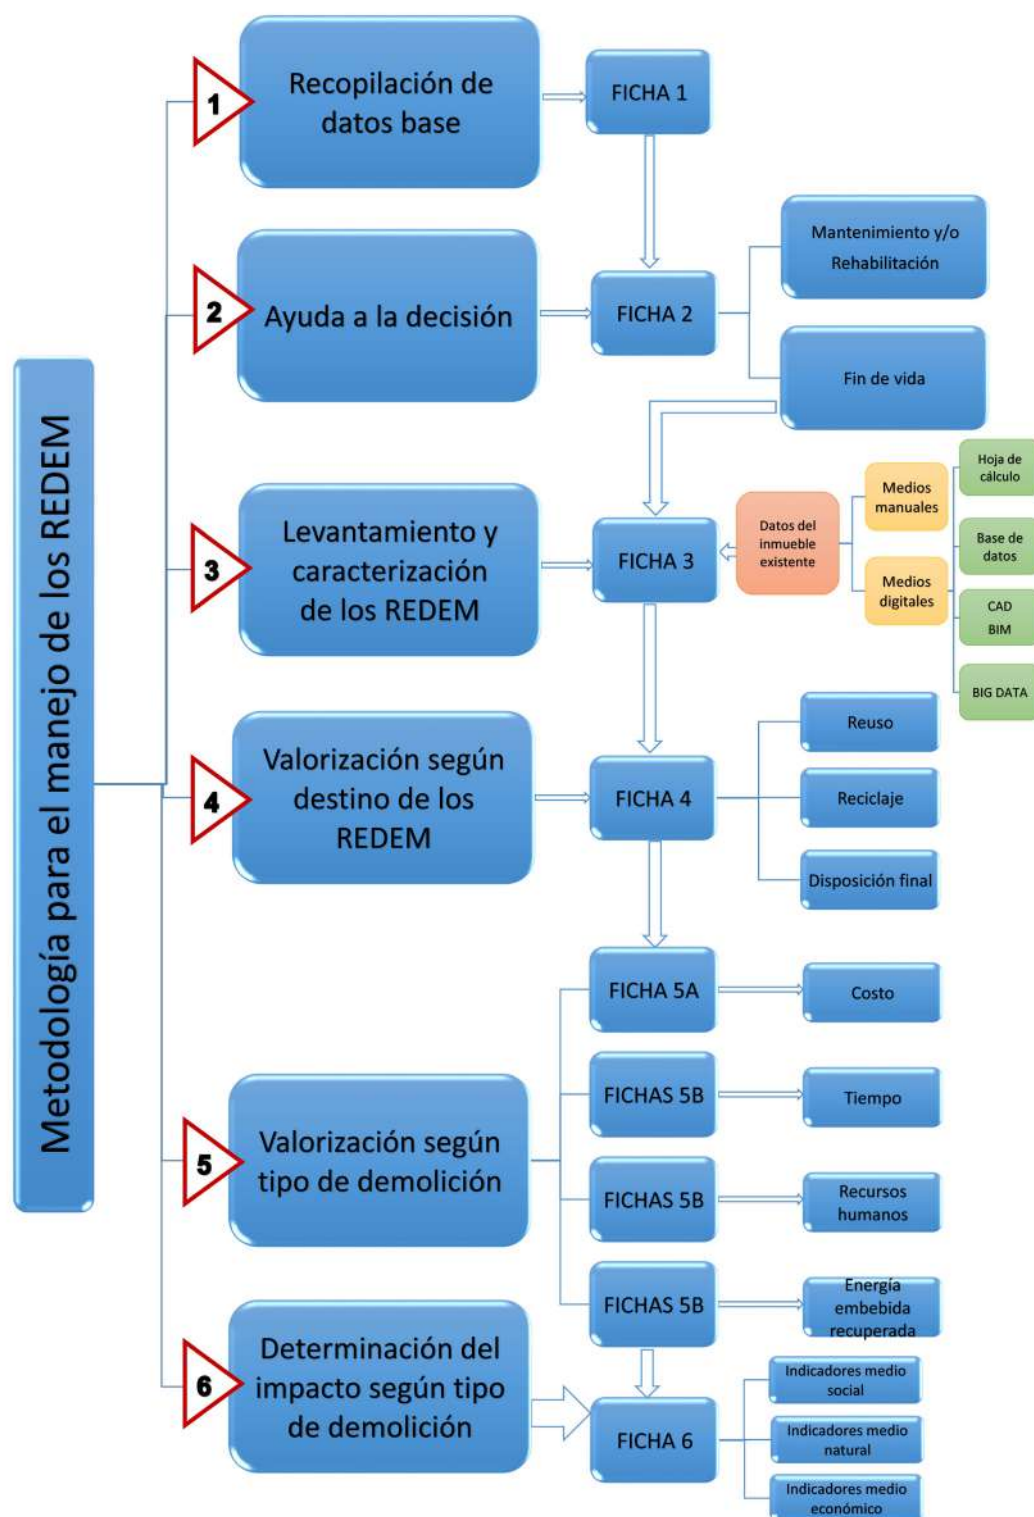 Metodología para el manejo de los REDEM
1
Recopilación de
datos base
FICHA 1
2
Ayuda a la decisión
FICHA 2
Mantenimiento y/o
Rehabilitación
Fin de vida
3
Levantamiento y
caracterización
de los REDEM
FICHA 3
Datos del
inmueble
existente
Medios
manuales
Medios
digitales
Hoja de
cálculo
Base de
datos
CAD
BIM
BIG DATA
4
Valorización según
destino de los
REDEM
FICHA 4
Reuso
Reciclaje
Disposición final
5
Valorización según
tipo de demolición
FICHA 5A
Costo
FICHAS 5B
Tiempo
FICHAS 5B
Recursos
humanos
FICHAS 5B
Energía
embebida
recuperada
6
Determinación del
impacto según tipo
de demolición
FICHA 6
Indicadores medio
social
Indicadores medio
natural
Indicadores medio
económico